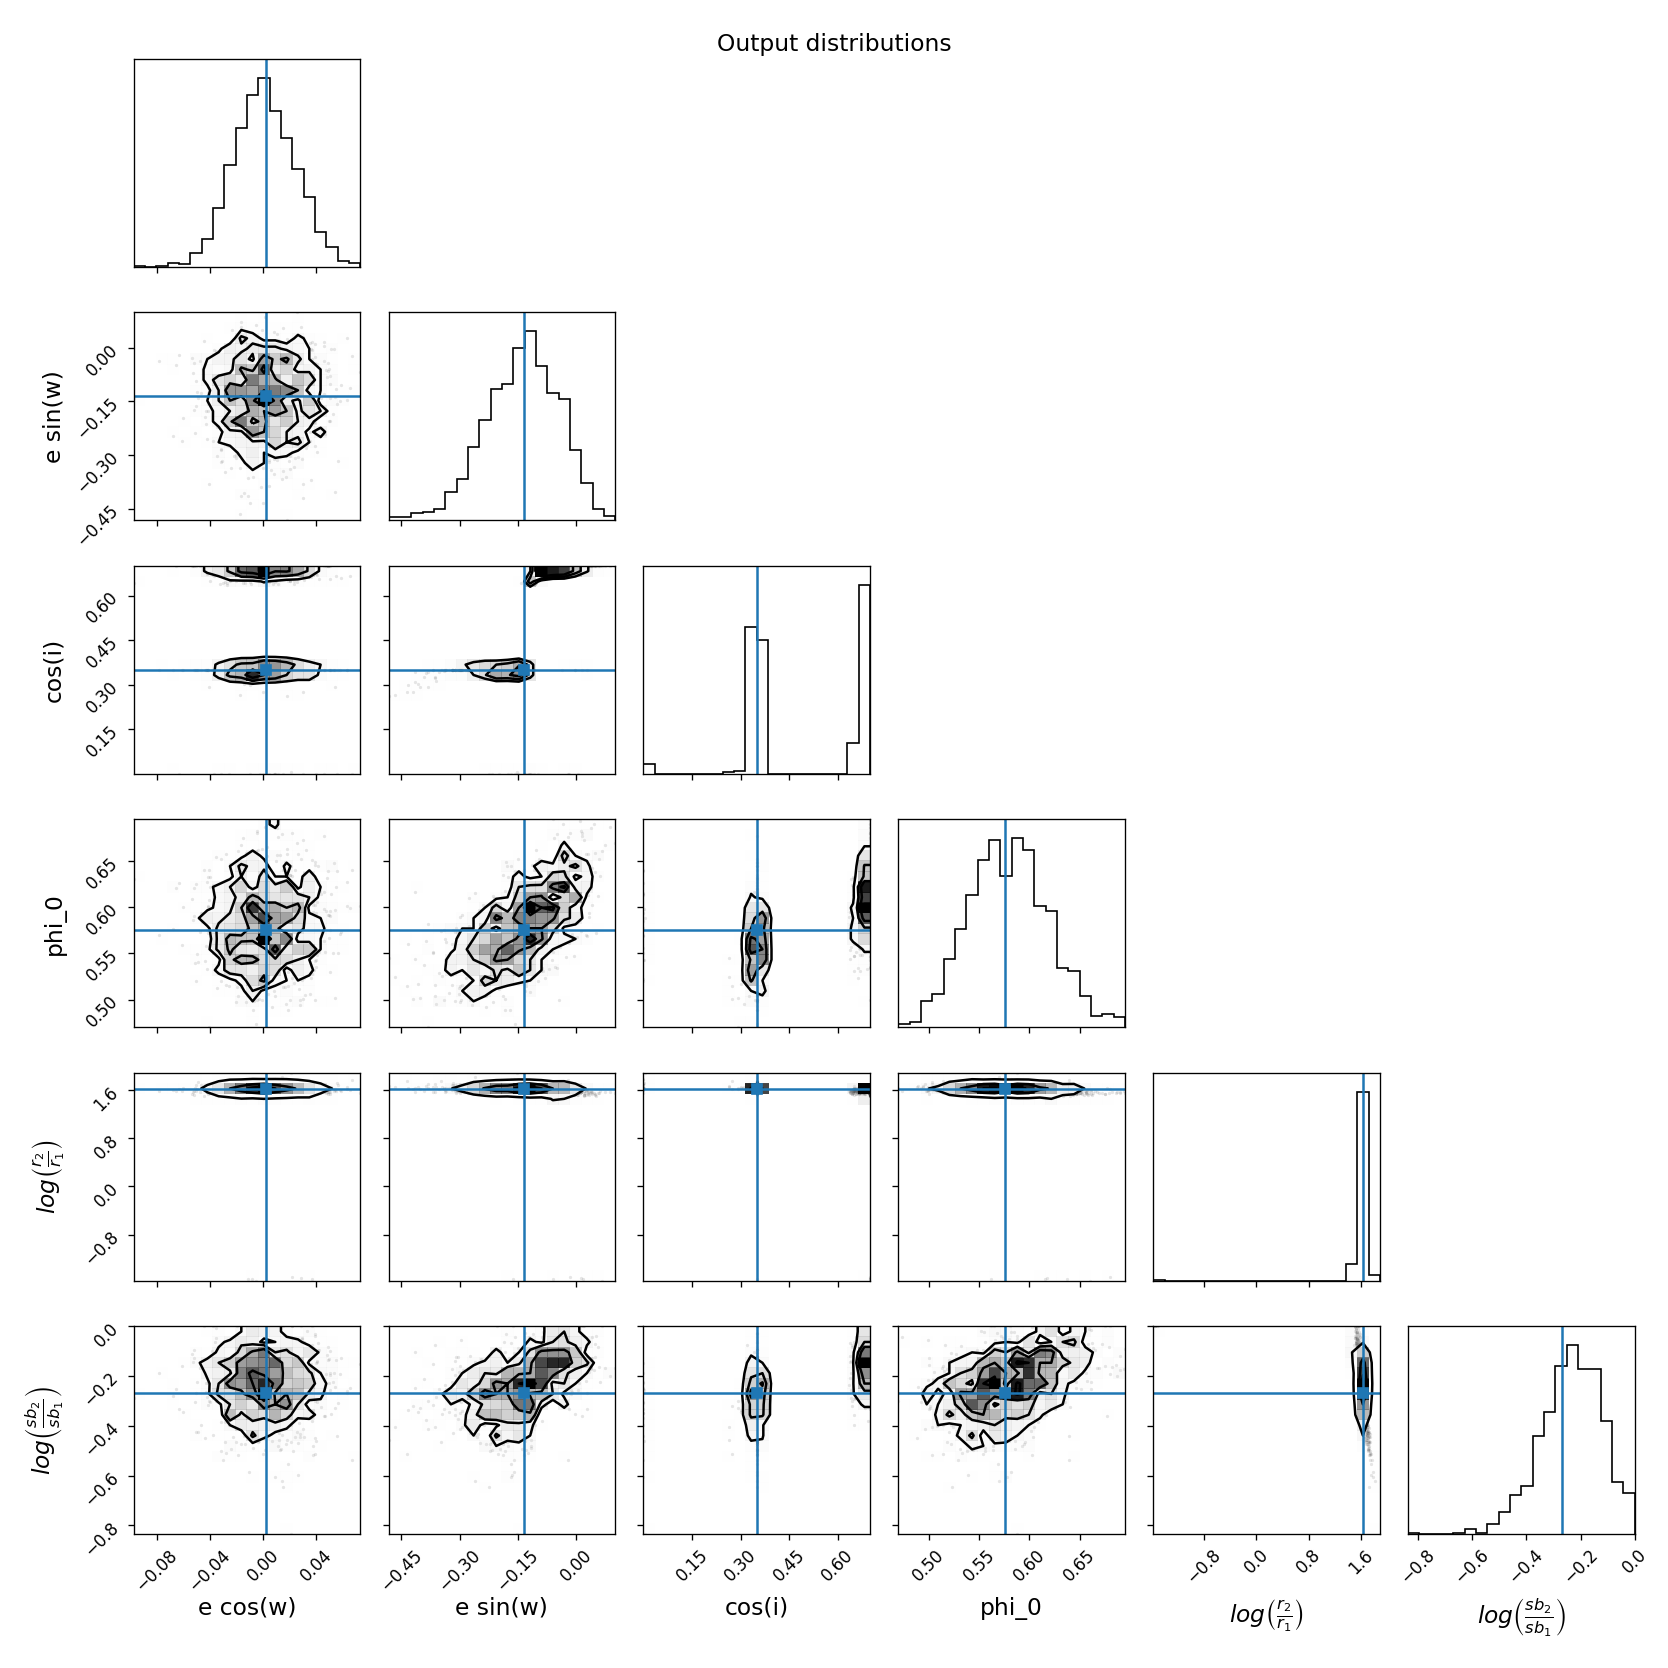 Output distributions
0.00
−0.15
−0.30
−0.45
e sin(w)
0.60
0.45
0.30
0.15
cos(i)
0.65
0.60
0.55
0.50
phi_0
1.6
0.8
0.0
−0.8
log(r₂/r₁)
0.0
−0.2
−0.4
−0.6
−0.8
log(sb₂/sb₁)
−0.08 −0.04 0.00 0.04 −0.45 −0.30 −0.15 0.00 0.15 0.30 0.45 0.60 0.50 0.55 0.60 0.65 −0.8 0.0 0.8 1.6 −0.8 −0.6 −0.4 −0.2 0.0
e cos(w) e sin(w) cos(i) phi_0 log(r₂/r₁) log(sb₂/sb₁)